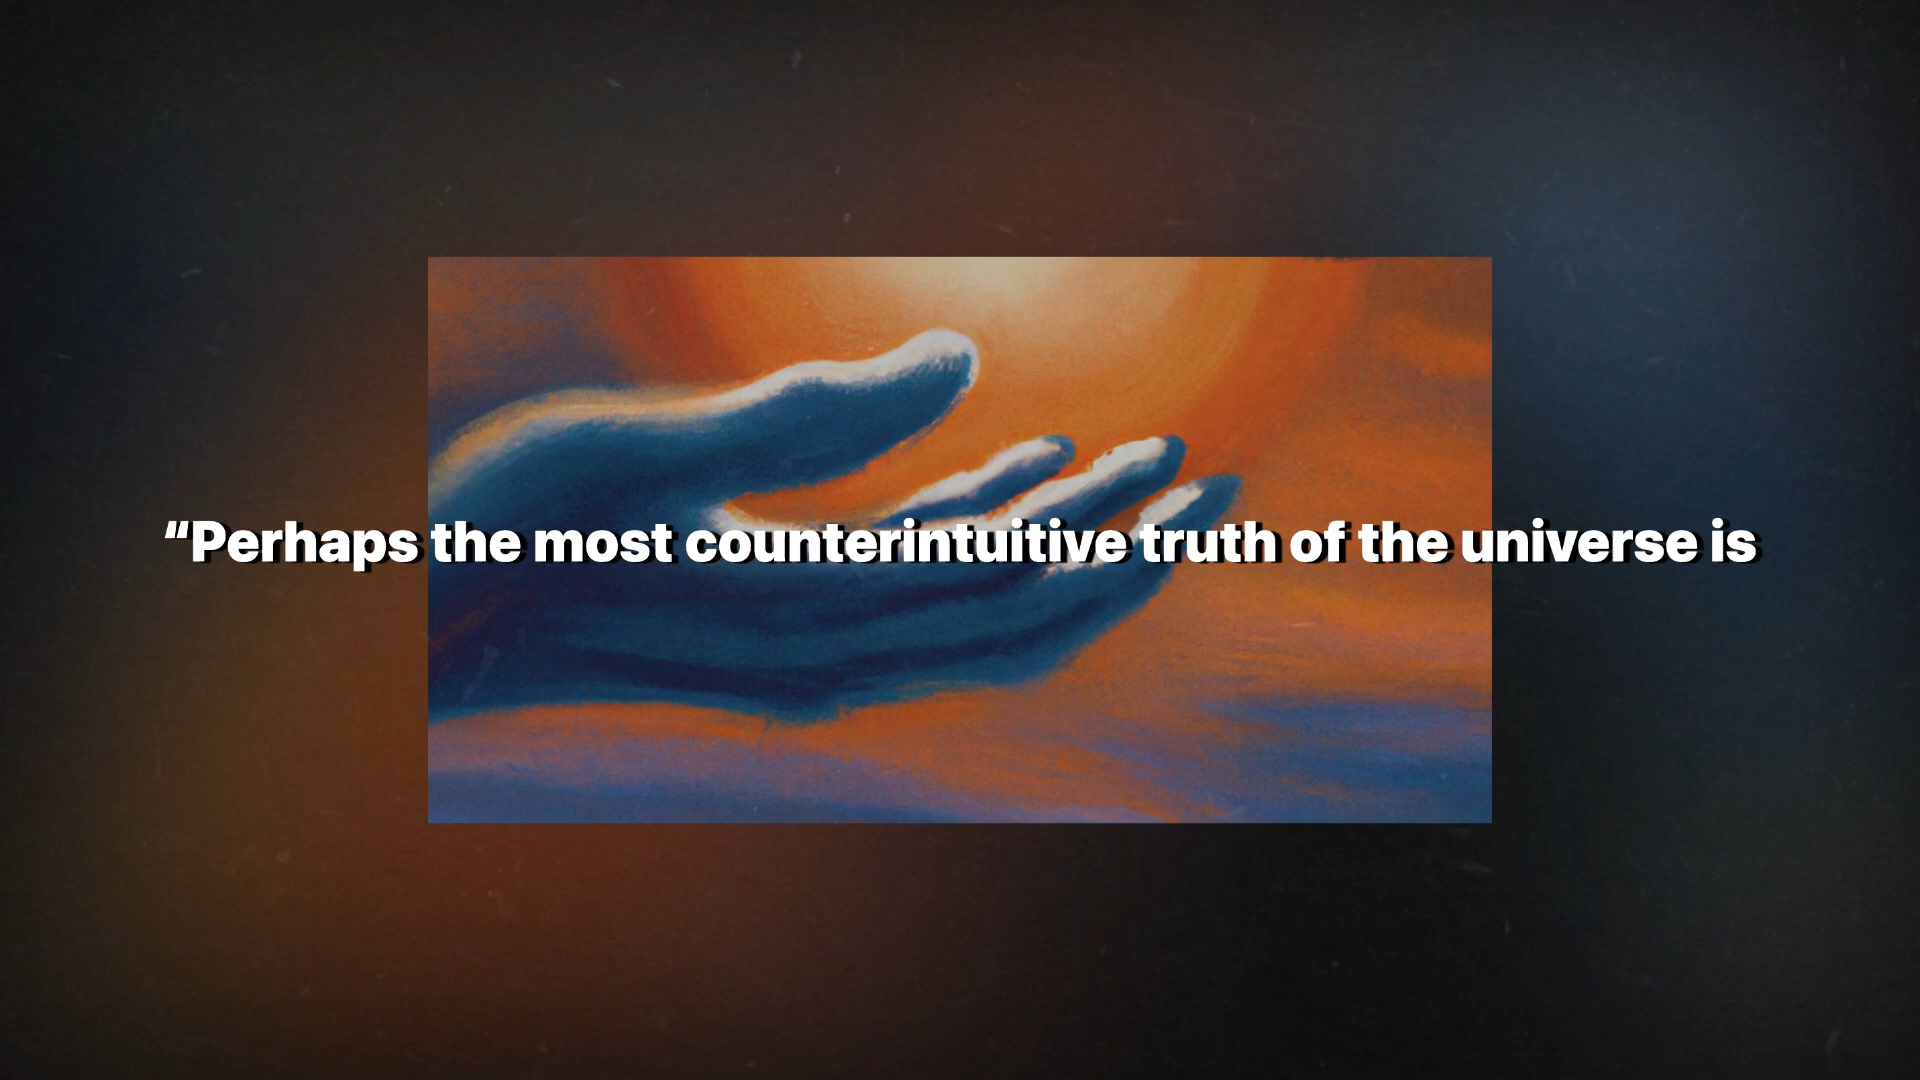 “Perhaps the most counterintuitive truth of the universe is